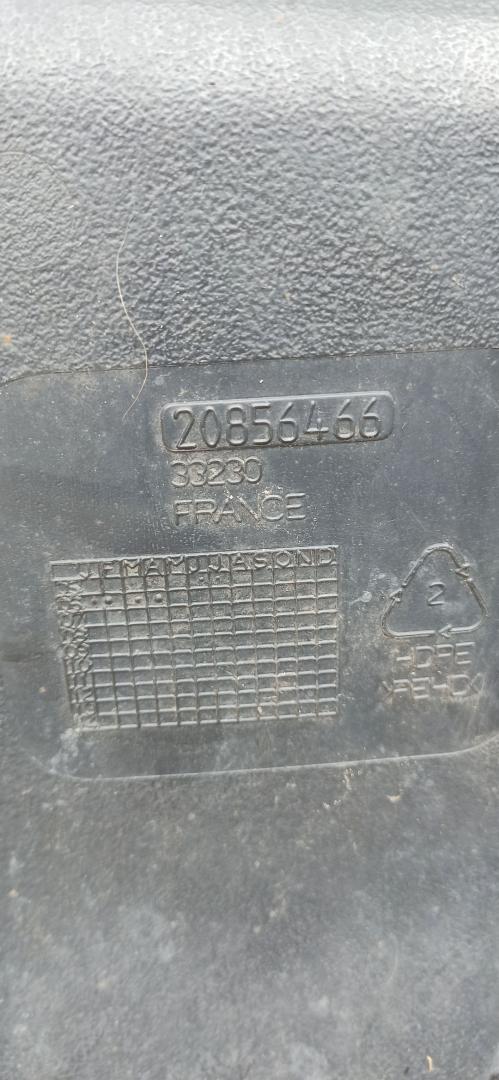 20856466
33230
FRANCE
J F M A M J J A S O N D
2
HDPE
>PEHD<